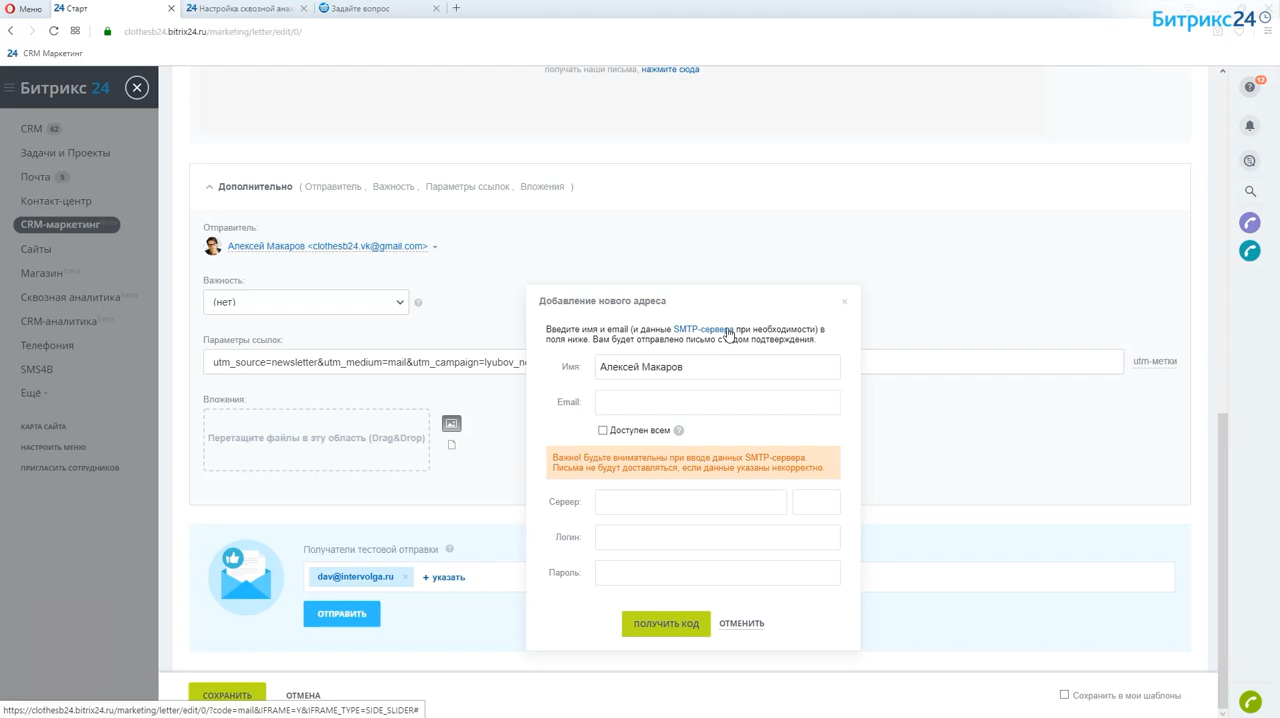 Меню
24 Старт
24 Настройка сквозной анал
Задайте вопрос
Битрикс24
clothesb24.bitrix24.ru/marketing/letter/edit/0/
24 CRM Маркетинг
Битрикс 24
CRM 62
Задачи и Проекты
Почта 5
Контакт-центр
CRM-маркетинг
Сайты
Магазин beta
Сквозная аналитика beta
CRM-аналитика beta
Телефония
SMS4B
Ещё
КАРТА САЙТА
НАСТРОИТЬ МЕНЮ
ПРИГЛАСИТЬ СОТРУДНИКОВ
получать наши письма, нажмите сюда
Дополнительно ( Отправитель , Важность , Параметры ссылок , Вложения )
Отправитель:
Алексей Макаров <clothesb24.vk@gmail.com>
Важность:
(нет)
Параметры ссылок:
utm_source=newsletter&utm_medium=mail&utm_campaign=lyubov_n
utm-метки
Вложения:
Перетащите файлы в эту область (Drag&Drop)
Добавление нового адреса
Введите имя и email (и данные SMTP-сервера при необходимости) в
поля ниже. Вам будет отправлено письмо с кодом подтверждения.
Имя: Алексей Макаров
Email:
Доступен всем
Важно! Будьте внимательны при вводе данных SMTP-сервера.
Письма не будут доставляться, если данные указаны некорректно.
Сервер:
Логин:
Пароль:
ПОЛУЧИТЬ КОД ОТМЕНИТЬ
Получатели тестовой отправки
dav@intervolga.ru × + указать
ОТПРАВИТЬ
СОХРАНИТЬ ОТМЕНА
Сохранить в мои шаблоны
https://clothesb24.bitrix24.ru/marketing/letter/edit/0/?code=mail&IFRAME=Y&IFRAME_TYPE=SIDE_SLIDER#
12